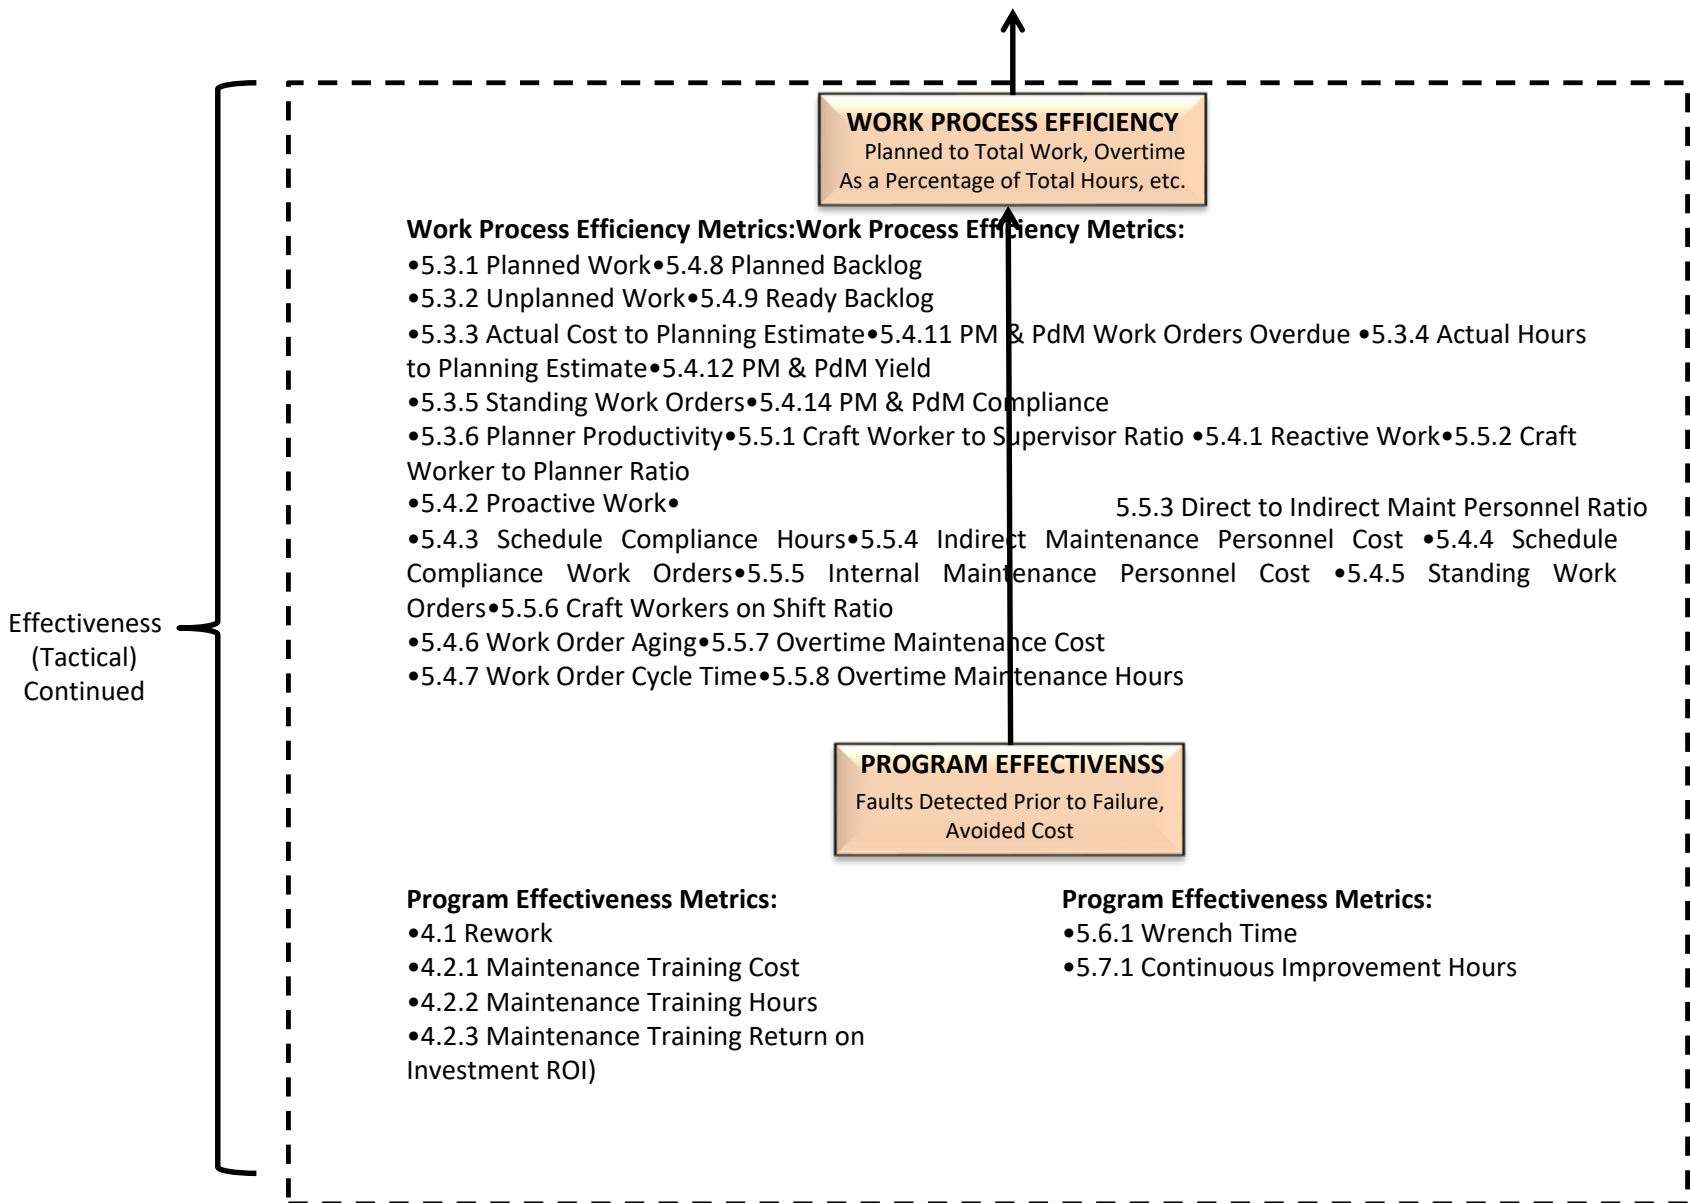 WORK PROCESS EFFICIENCY
Planned to Total Work, Overtime
As a Percentage of Total Hours, etc.
Work Process Efficiency Metrics:Work Process Efficiency Metrics:
•5.3.1 Planned Work•5.4.8 Planned Backlog
•5.3.2 Unplanned Work•5.4.9 Ready Backlog
•5.3.3 Actual Cost to Planning Estimate•5.4.11 PM & PdM Work Orders Overdue •5.3.4 Actual Hours
to Planning Estimate•5.4.12 PM & PdM Yield
•5.3.5 Standing Work Orders•5.4.14 PM & PdM Compliance
•5.3.6 Planner Productivity•5.5.1 Craft Worker to Supervisor Ratio •5.4.1 Reactive Work•5.5.2 Craft
Worker to Planner Ratio
•5.4.2 Proactive Work•
5.5.3 Direct to Indirect Maint Personnel Ratio
•5.4.3 Schedule Compliance Hours•5.5.4 Indirect Maintenance Personnel Cost •5.4.4 Schedule
Compliance Work Orders•5.5.5 Internal Maintenance Personnel Cost •5.4.5 Standing Work
Orders•5.5.6 Craft Workers on Shift Ratio
•5.4.6 Work Order Aging•5.5.7 Overtime Maintenance Cost
•5.4.7 Work Order Cycle Time•5.5.8 Overtime Maintenance Hours
Effectiveness
(Tactical)
Continued
PROGRAM EFFECTIVENSS
Faults Detected Prior to Failure,
Avoided Cost
Program Effectiveness Metrics:
•4.1 Rework
•4.2.1 Maintenance Training Cost
•4.2.2 Maintenance Training Hours
•4.2.3 Maintenance Training Return on
Investment ROI)
Program Effectiveness Metrics:
•5.6.1 Wrench Time
•5.7.1 Continuous Improvement Hours